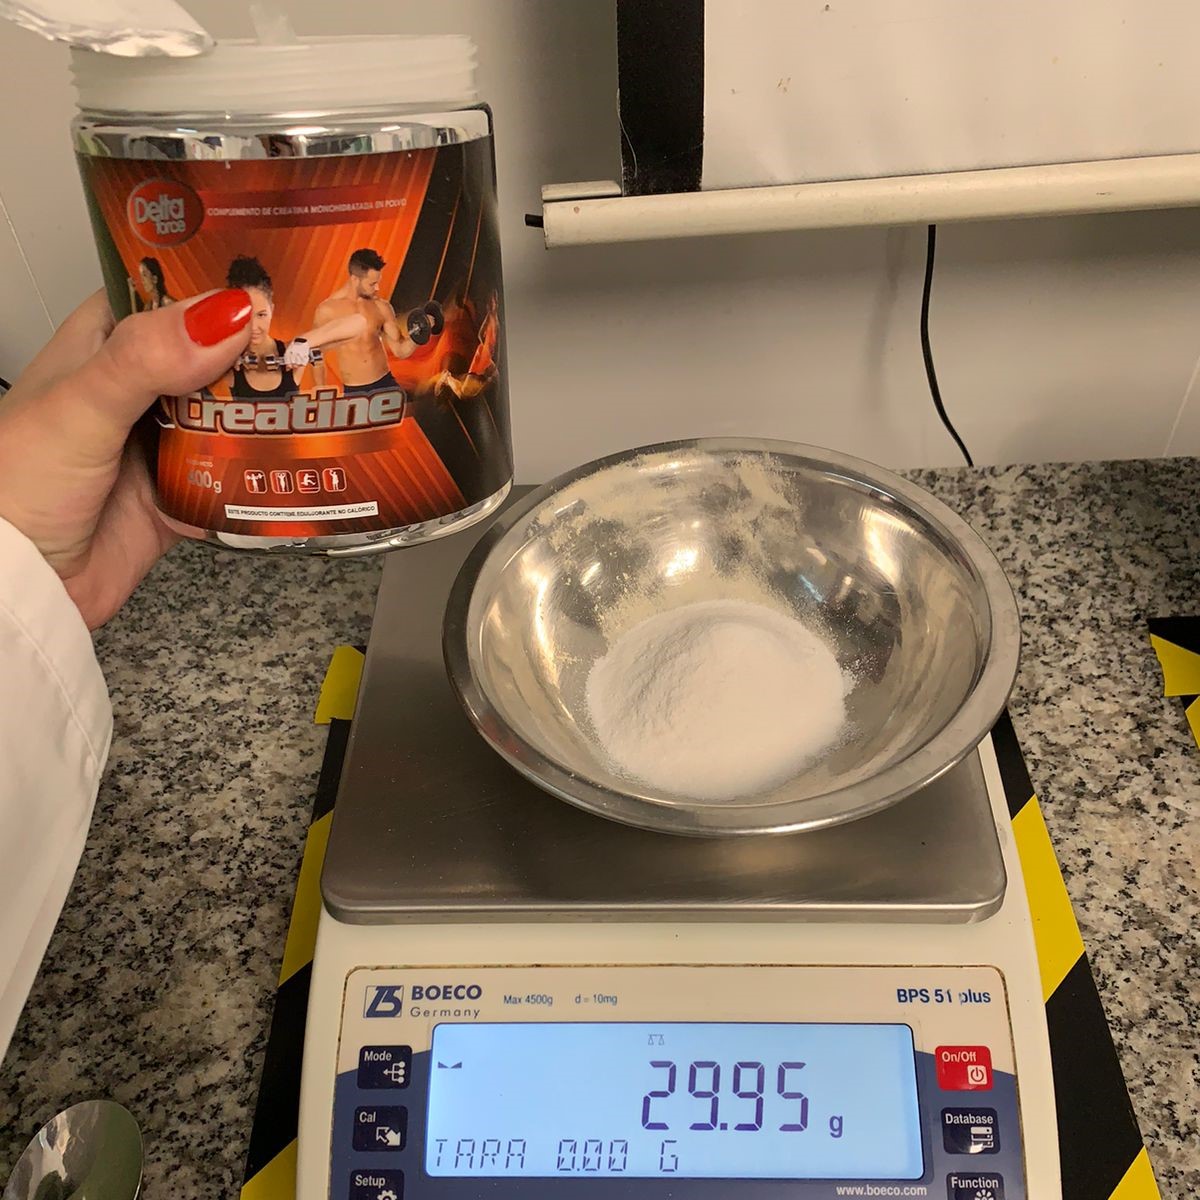 Delta
force
COMPLEMENTO DE CREATINA MONOHIDRATADA EN POLVO
Creatine
NETO
400g
ESTE PRODUCTO CONTIENE EDULCORANTE NO CALÓRICO
BOECO
Germany
Max 4500g d=10mg
BPS 51 plus
Mode
Cal
Setup
29.95 g
TARA 0.00 G
On/Off
Database
Function
www.boeco.com